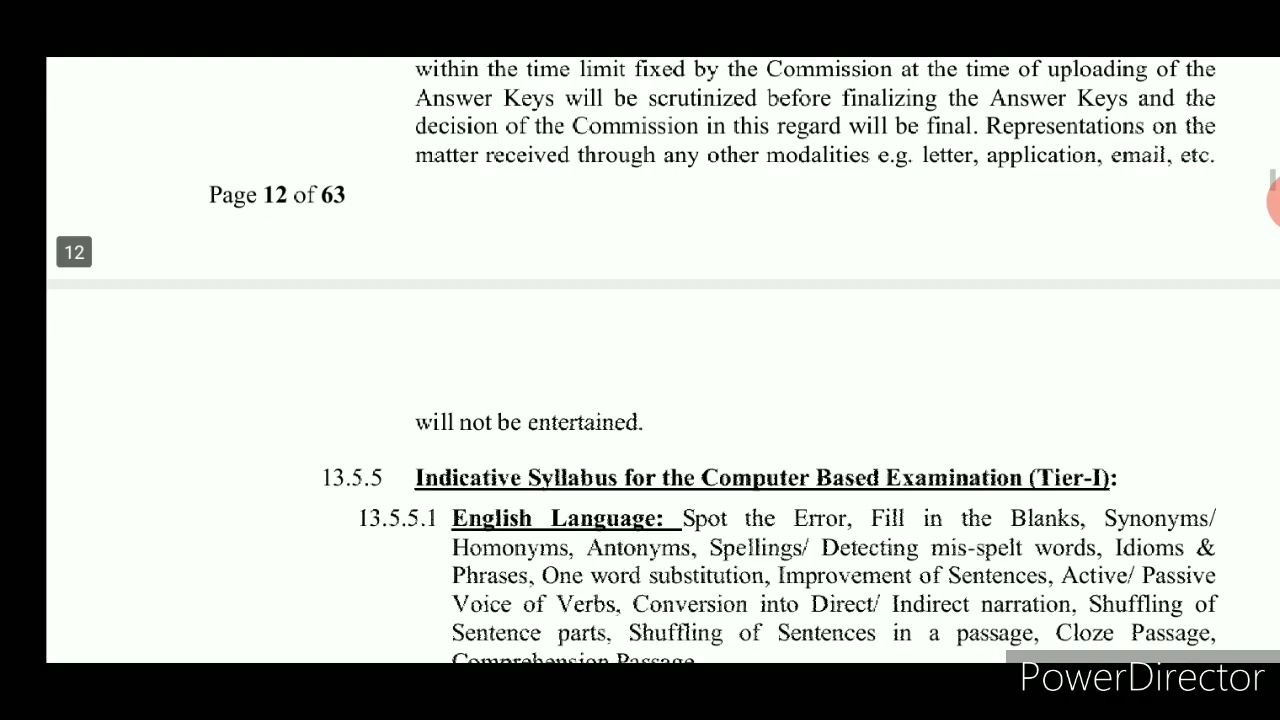 within the time limit fixed by the Commission at the time of uploading of the
Answer Keys will be scrutinized before finalizing the Answer Keys and the
decision of the Commission in this regard will be final. Representations on the
matter received through any other modalities e.g. letter, application, email, etc.
Page 12 of 63
12
will not be entertained.
13.5.5 Indicative Syllabus for the Computer Based Examination (Tier-I):
13.5.5.1 English Language: Spot the Error, Fill in the Blanks, Synonyms/
Homonyms, Antonyms, Spellings/ Detecting mis-spelt words, Idioms &
Phrases, One word substitution, Improvement of Sentences, Active/ Passive
Voice of Verbs, Conversion into Direct/ Indirect narration, Shuffling of
Sentence parts, Shuffling of Sentences in a passage, Cloze Passage,
Comprehension Passage
PowerDirector